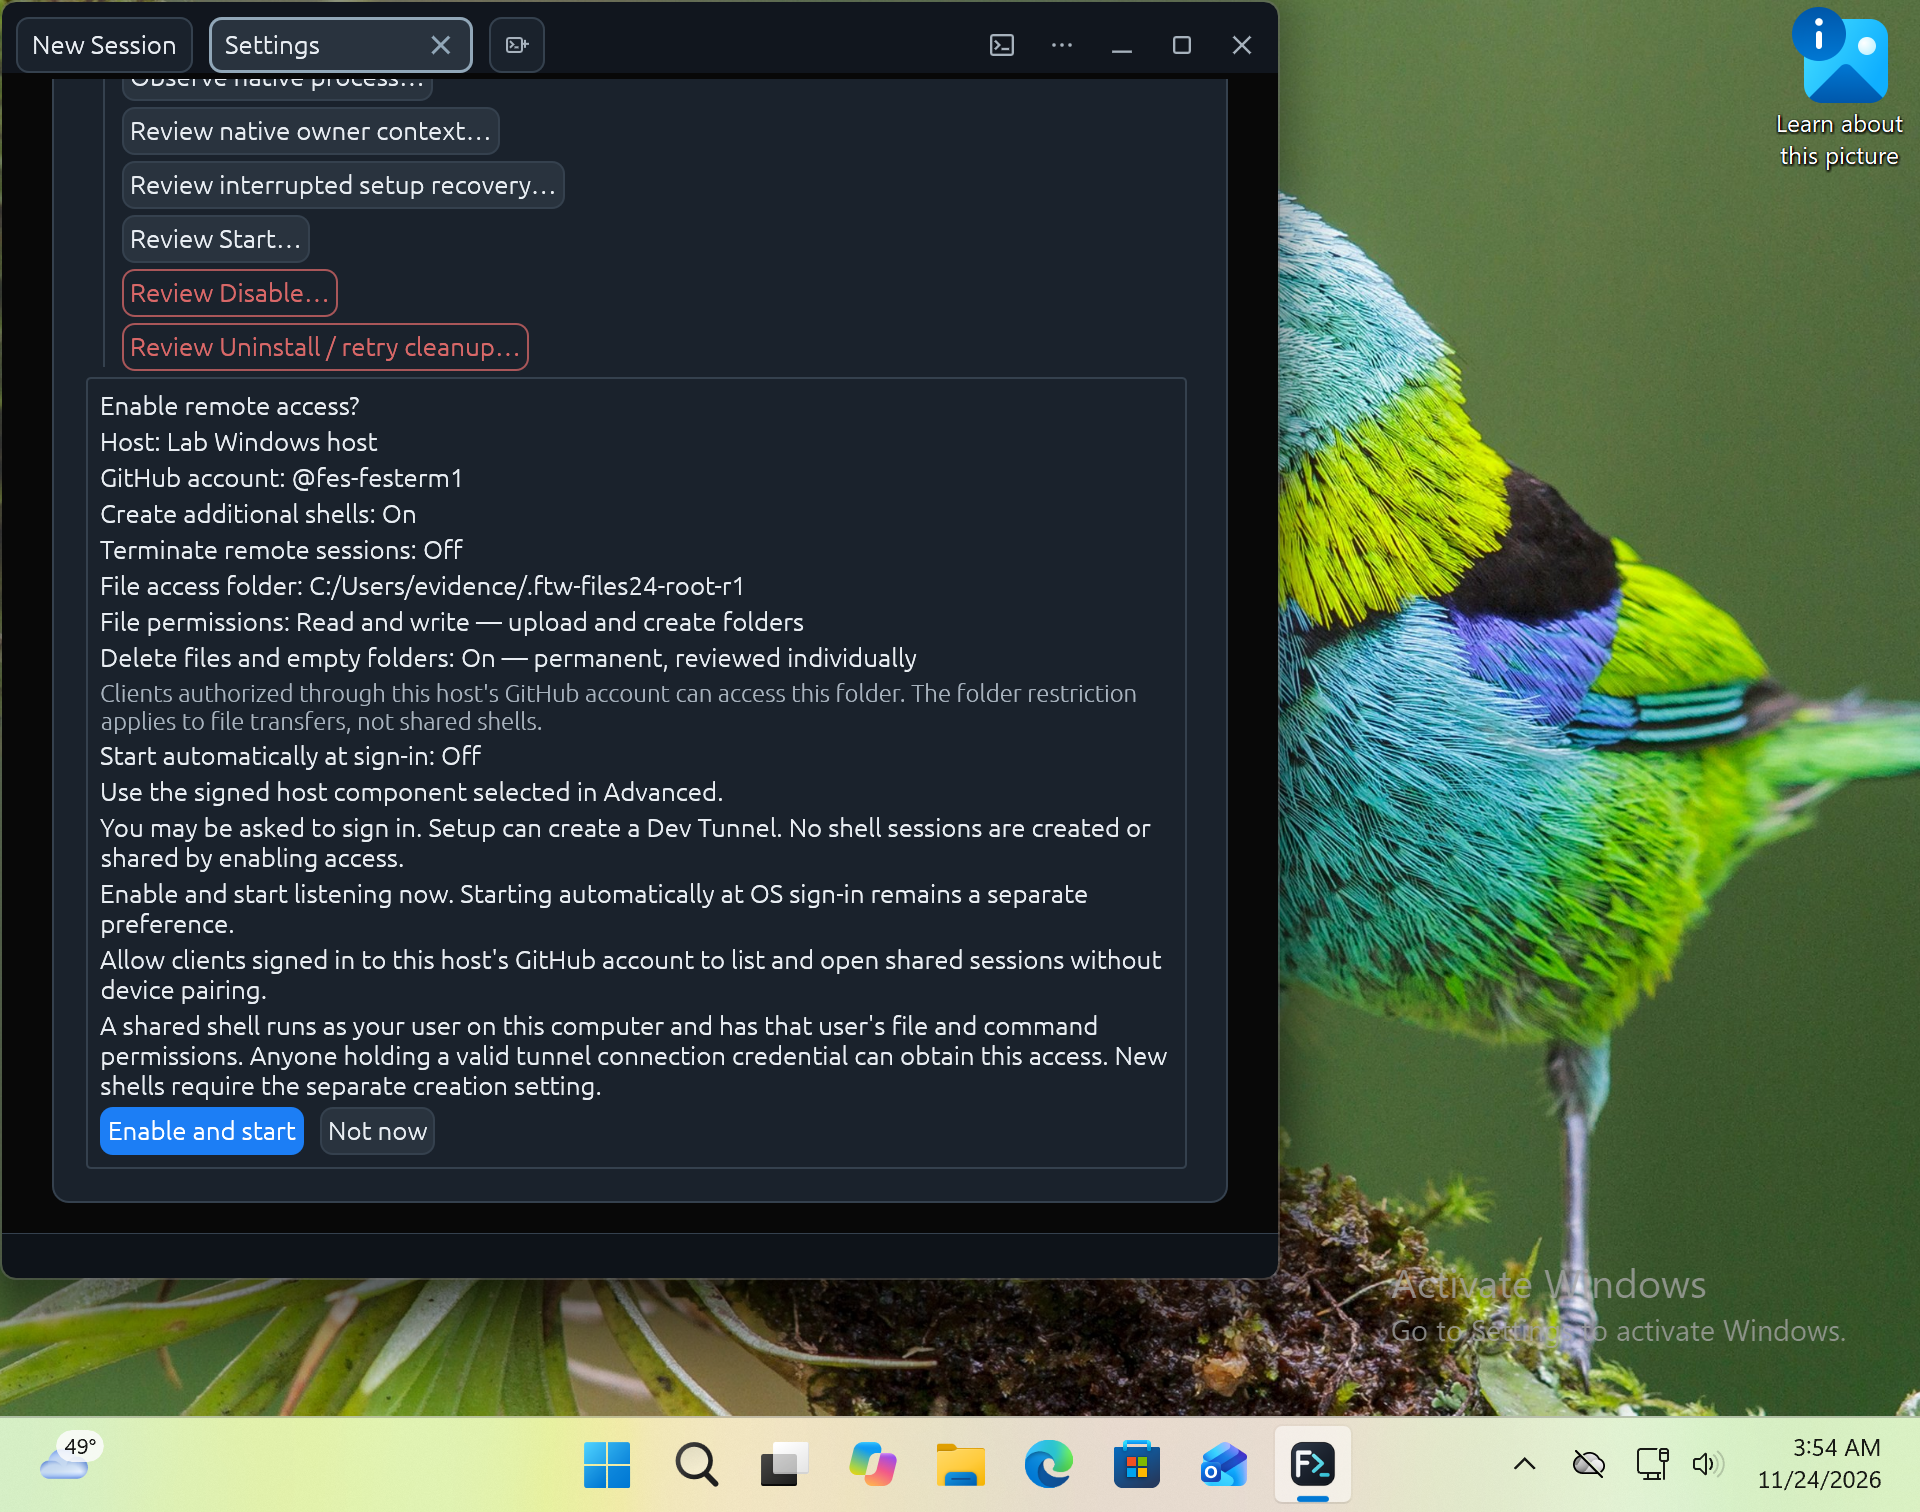 New Session
Settings
Observe native process...
Review native owner context...
Review interrupted setup recovery...
Review Start...
Review Disable...
Review Uninstall / retry cleanup...
Enable remote access?
Host: Lab Windows host
GitHub account: @fes-festerm1
Create additional shells: On
Terminate remote sessions: Off
File access folder: C:/Users/evidence/.ftw-files24-root-r1
File permissions: Read and write — upload and create folders
Delete files and empty folders: On — permanent, reviewed individually
Clients authorized through this host's GitHub account can access this folder. The folder restriction
applies to file transfers, not shared shells.
Start automatically at sign-in: Off
Use the signed host component selected in Advanced.
You may be asked to sign in. Setup can create a Dev Tunnel. No shell sessions are created or
shared by enabling access.
Enable and start listening now. Starting automatically at OS sign-in remains a separate
preference.
Allow clients signed in to this host's GitHub account to list and open shared sessions without
device pairing.
A shared shell runs as your user on this computer and has that user's file and command
permissions. Anyone holding a valid tunnel connection credential can obtain this access. New
shells require the separate creation setting.
Enable and start
Not now
Learn about
this picture
Activate Windows
Go to Settings to activate Windows.
49°
3:54 AM
11/24/2026